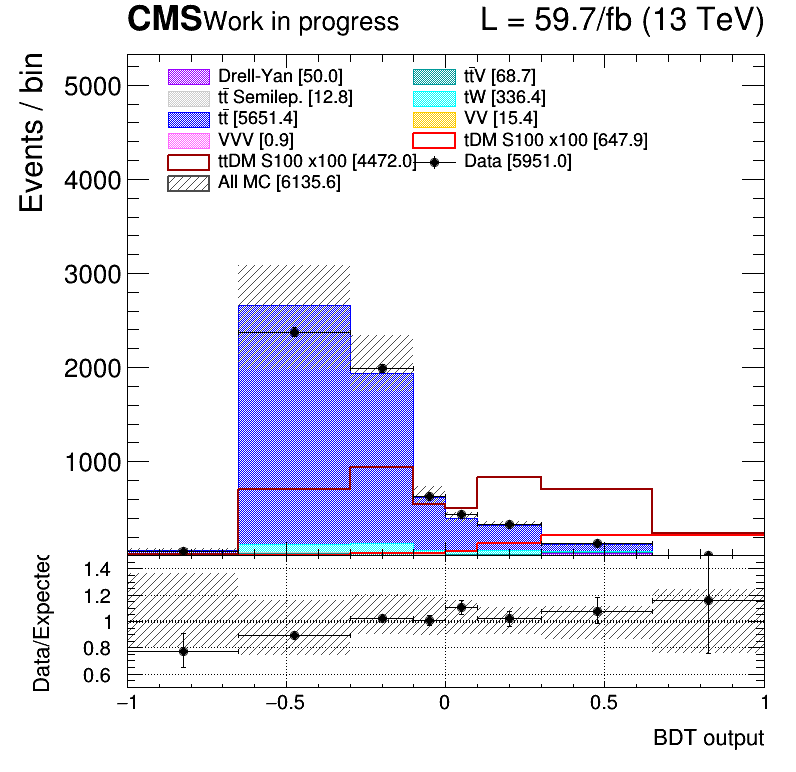 CMS Work in progress L = 59.7/fb (13 TeV)
Events / bin
5000
4000
3000
2000
1000
Drell-Yan [50.0]
tt̄V [68.7]
tt̄ Semilep. [12.8]
tW [336.4]
tt̄ [5651.4]
VV [15.4]
VVV [0.9]
tDM S100 x100 [647.9]
ttDM S100 x100 [4472.0]
Data [5951.0]
All MC [6135.6]
Data/Expected
1.4
1.2
1
0.8
0.6
−1 −0.5 0 0.5 1
BDT output